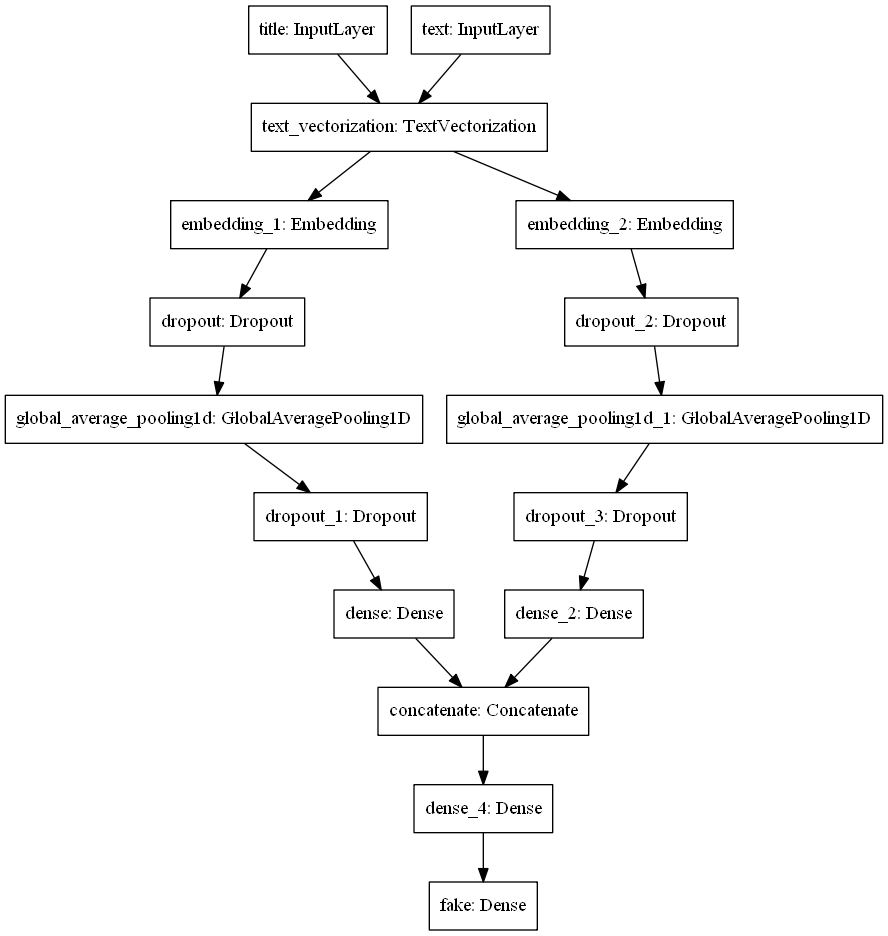 title: InputLayer
text: InputLayer
text_vectorization: TextVectorization
embedding_1: Embedding
embedding_2: Embedding
dropout: Dropout
dropout_2: Dropout
global_average_pooling1d: GlobalAveragePooling1D
global_average_pooling1d_1: GlobalAveragePooling1D
dropout_1: Dropout
dropout_3: Dropout
dense: Dense
dense_2: Dense
concatenate: Concatenate
dense_4: Dense
fake: Dense